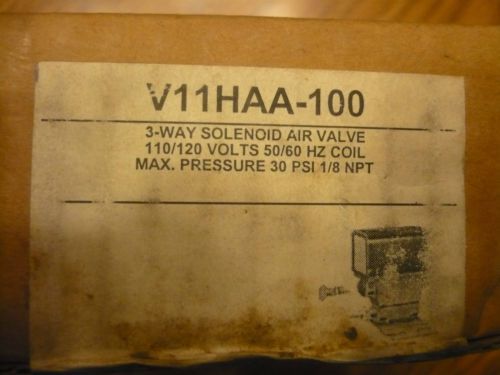 V11HAA-100
3-WAY SOLENOID AIR VALVE
110/120 VOLTS 50/60 HZ COIL
MAX. PRESSURE 30 PSI 1/8 NPT